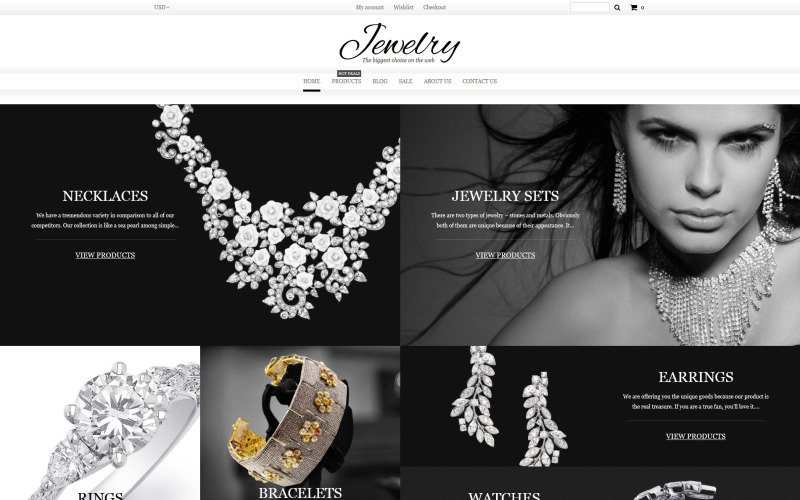 USD
My account
Wishlist
Checkout
0
Jewelry
The biggest choice on the web
HOT DEALS
HOME
PRODUCTS
BLOG
SALE
ABOUT US
CONTACT US
NECKLACES
We have a tremendous variety in comparison to all of our
competitors. Our collection is like a sea pearl among simple...
VIEW PRODUCTS
JEWELRY SETS
There are two types of jewelry – stones and metals. Obviously
both of them are unique because of their appearance. It...
VIEW PRODUCTS
RINGS
BRACELETS
EARRINGS
We are offering you the unique goods because our product is
the real treasure. If you are a true fan, you'll love it....
VIEW PRODUCTS
WATCHES